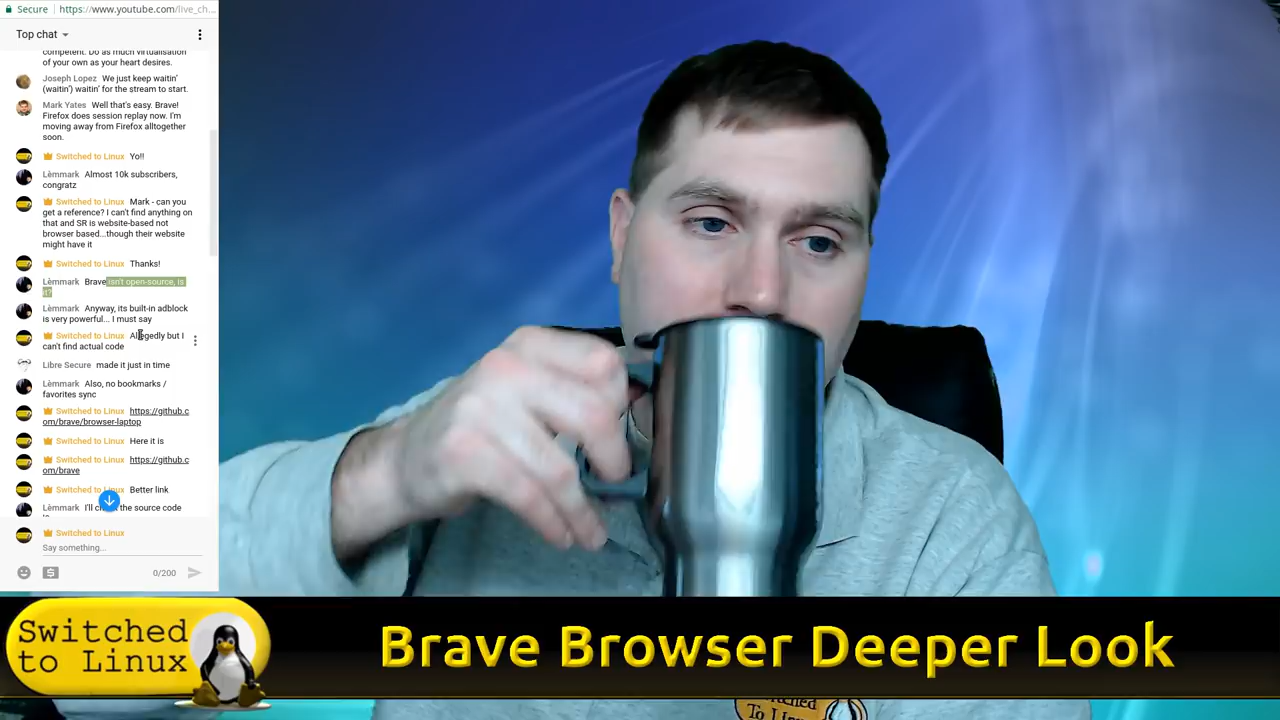 Secure https://www.youtube.com/live_ch...
Top chat
competent. Do as much virtualisation
of your own as your heart desires.
Joseph Lopez We just keep waitin'
(waitin') waitin' for the stream to start.
Mark Yates Well that's easy. Brave!
Firefox does session replay now. I'm
moving away from Firefox alltogether
soon.
Switched to Linux Yo!!
Lèmmark Almost 10k subscribers,
congratz
Switched to Linux Mark - can you
get a reference? I can't find anything on
that and SR is website-based not
browser based...though their website
might have it
Switched to Linux Thanks!
Lèmmark Brave isn't open-source, is
it?
Lèmmark Anyway, its built-in adblock
is very powerful... I must say
Switched to Linux Allegedly but I
can't find actual code
Libre Secure made it just in time
Lèmmark Also, no bookmarks /
favorites sync
Switched to Linux https://github.c
om/brave/browser-laptop
Switched to Linux Here it is
Switched to Linux https://github.c
om/brave
Switched to Linux Better link
Lèmmark I'll the source code
Switched to Linux
Say something...
0/200
Switched
to Linux
Brave Browser Deeper Look
To Linux